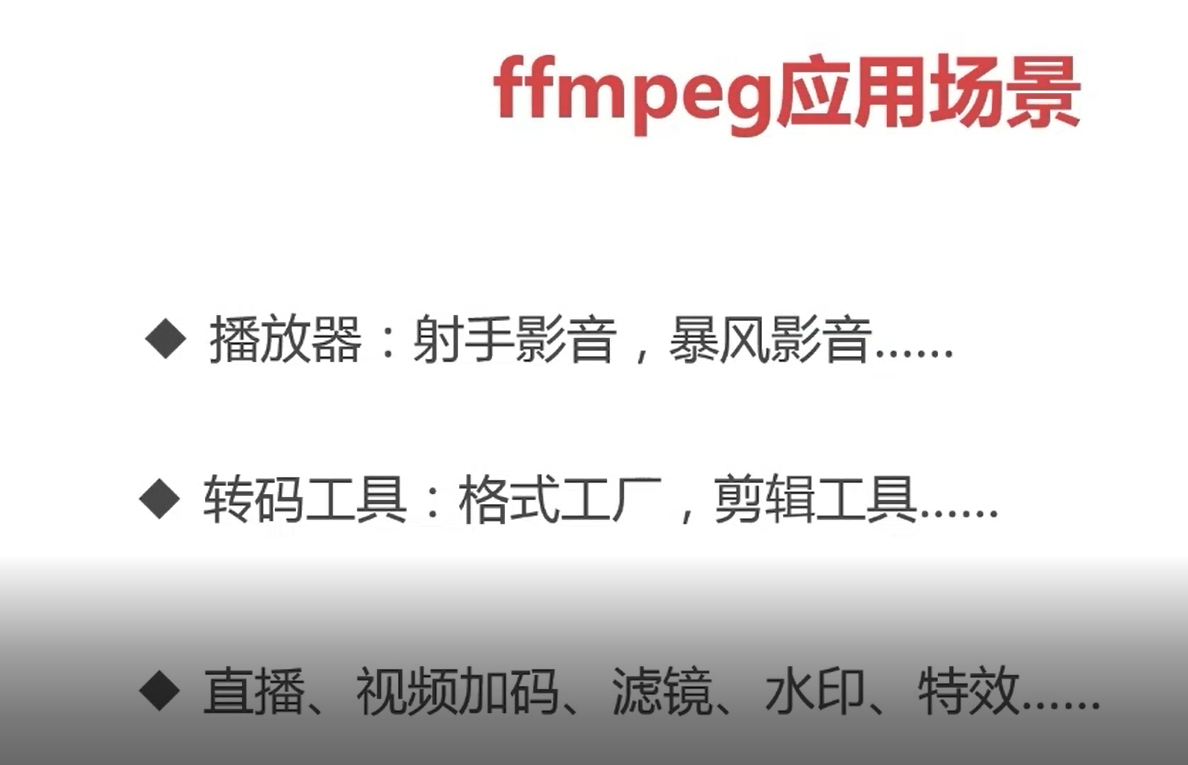 ffmpeg应用场景
◆ 播放器：射手影音，暴风影音……
◆ 转码工具：格式工厂，剪辑工具……
◆ 直播、视频加码、滤镜、水印、特效……